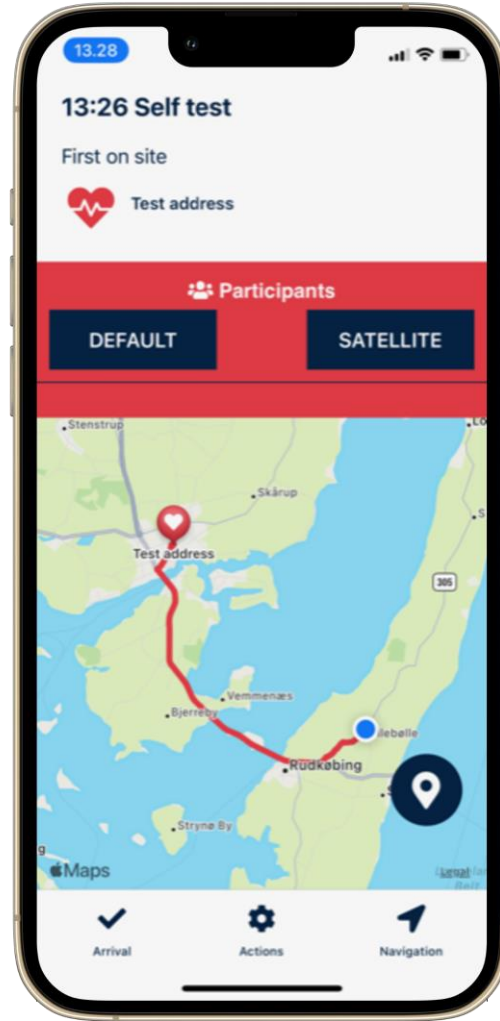 13.28
13:26 Self test
First on site
Test address
Participants
DEFAULT
SATELLITE
Stenstrup
Skårup
Test address
305
Vemmenæs
Bjerreby
lebølle
Rudkøbing
Strynø By
Maps
Legal
Arrival
Actions
Navigation